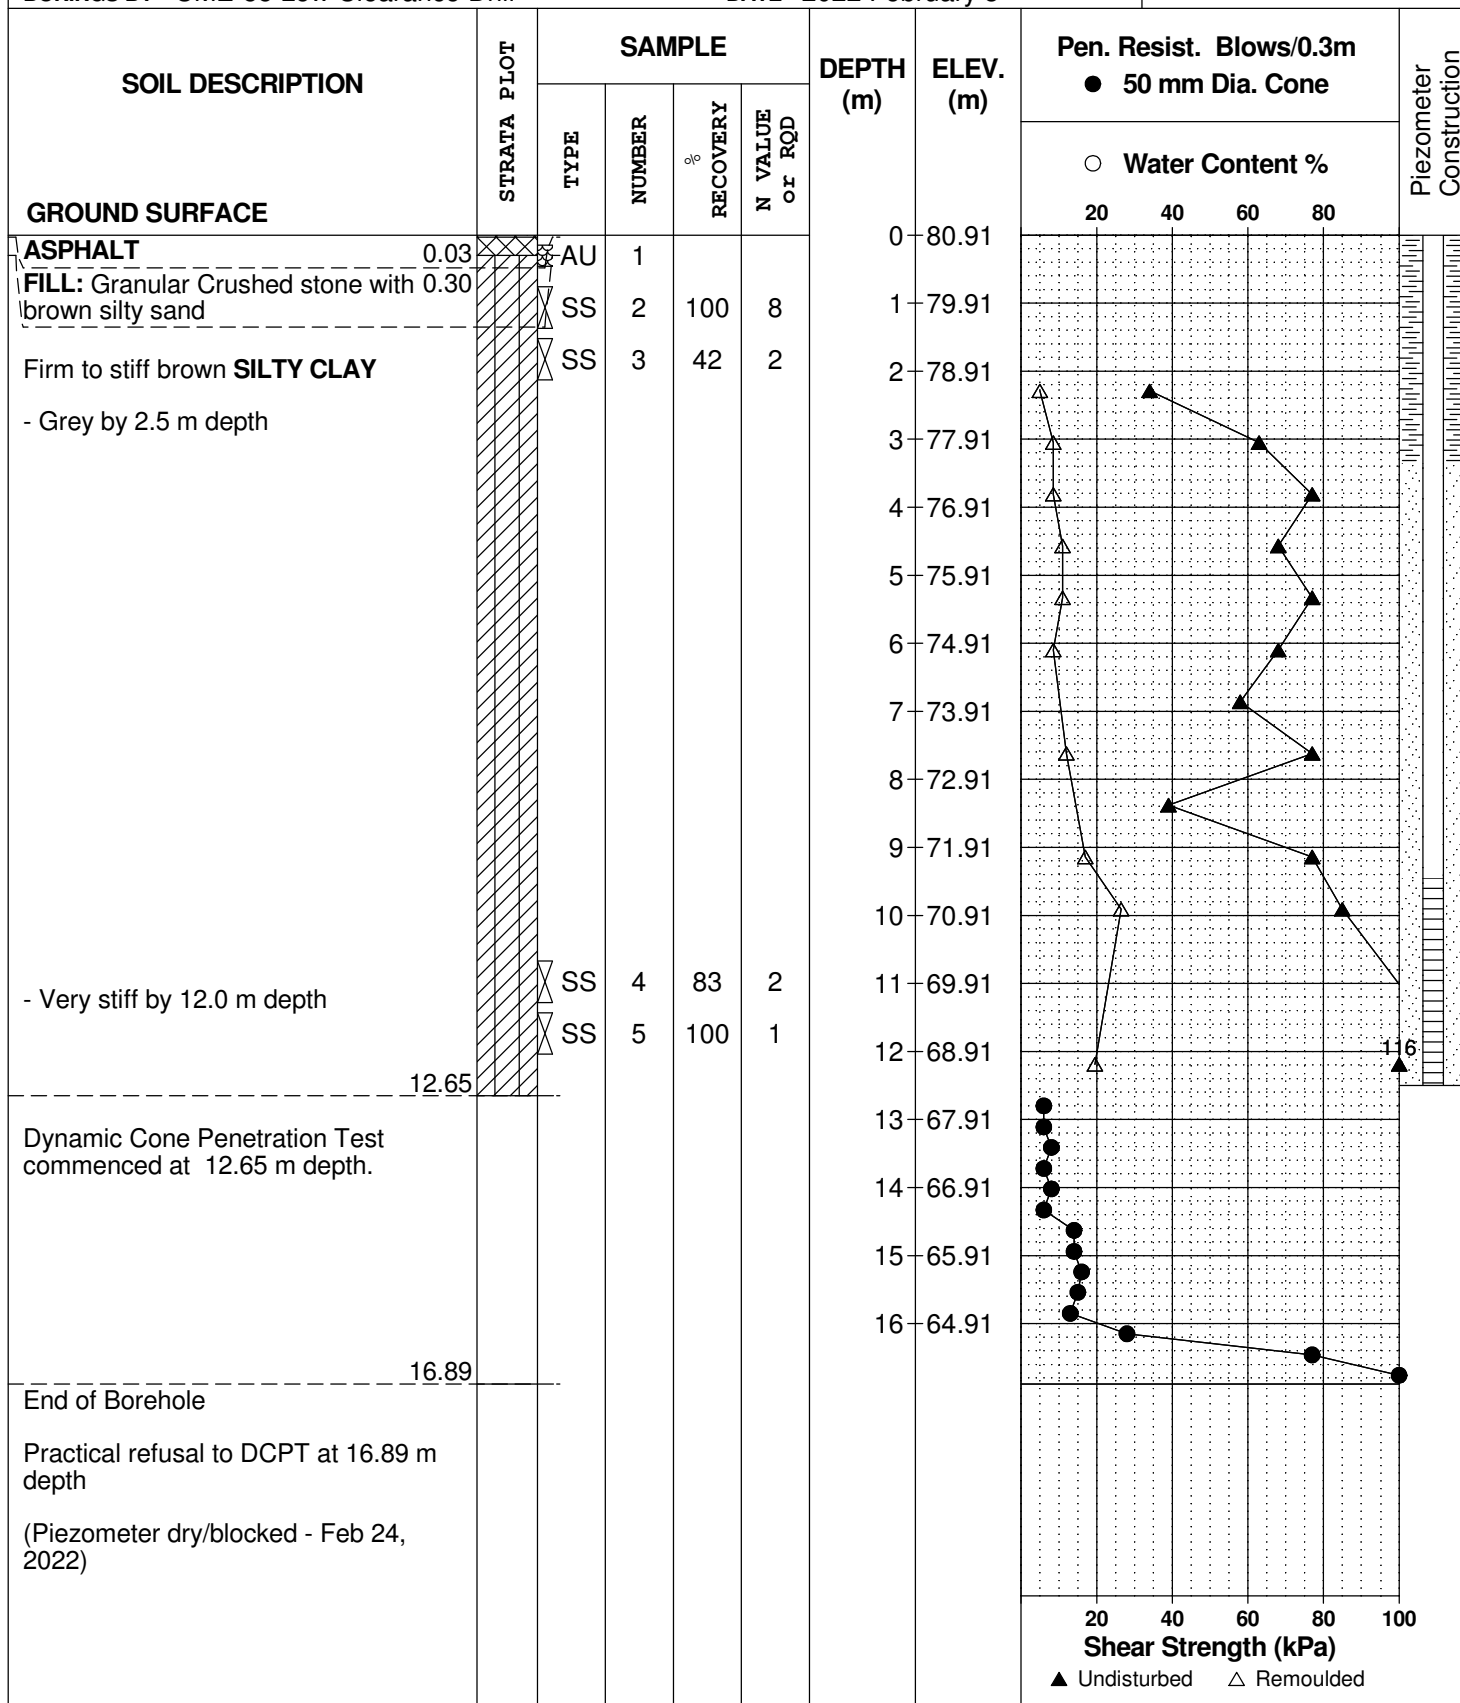 SOIL DESCRIPTION
GROUND SURFACE
STRATA PLOT
SAMPLE
TYPE
NUMBER
% RECOVERY
N VALUE or RQD
DEPTH (m)
ELEV. (m)
Pen. Resist. Blows/0.3m
● 50 mm Dia. Cone
○ Water Content %
20 40 60 80
Piezometer Construction
ASPHALT 0.03
FILL: Granular Crushed stone with 0.30
brown silty sand
Firm to stiff brown SILTY CLAY
- Grey by 2.5 m depth
- Very stiff by 12.0 m depth
12.65
Dynamic Cone Penetration Test
commenced at 12.65 m depth.
16.89
End of Borehole
Practical refusal to DCPT at 16.89 m
depth
(Piezometer dry/blocked - Feb 24,
2022)
AU 1
SS 2 100 8
SS 3 42 2
SS 4 83 2
SS 5 100 1
0 80.91
1 79.91
2 78.91
3 77.91
4 76.91
5 75.91
6 74.91
7 73.91
8 72.91
9 71.91
10 70.91
11 69.91
12 68.91
13 67.91
14 66.91
15 65.91
16 64.91
116
20 40 60 80 100
Shear Strength (kPa)
▲ Undisturbed △ Remoulded